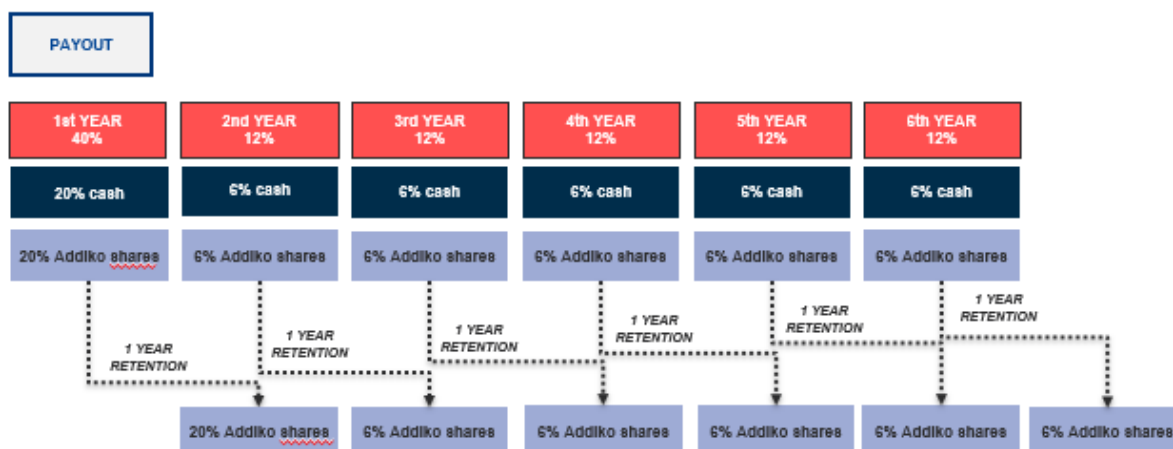 PAYOUT
1st YEAR
40%
2nd YEAR
12%
3rd YEAR
12%
4th YEAR
12%
5th YEAR
12%
6th YEAR
12%
20% cash
6% cash
6% cash
6% cash
6% cash
6% cash
20% Addiko shares
6% Addiko shares
6% Addiko shares
6% Addiko shares
6% Addiko shares
6% Addiko shares
1 YEAR
RETENTION
1 YEAR
RETENTION
1 YEAR
RETENTION
1 YEAR
RETENTION
1 YEAR
RETENTION
1 YEAR
RETENTION
20% Addiko shares
6% Addiko shares
6% Addiko shares
6% Addiko shares
6% Addiko shares
6% Addiko shares